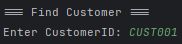 === Find Customer ===
Enter CustomerID: CUST001